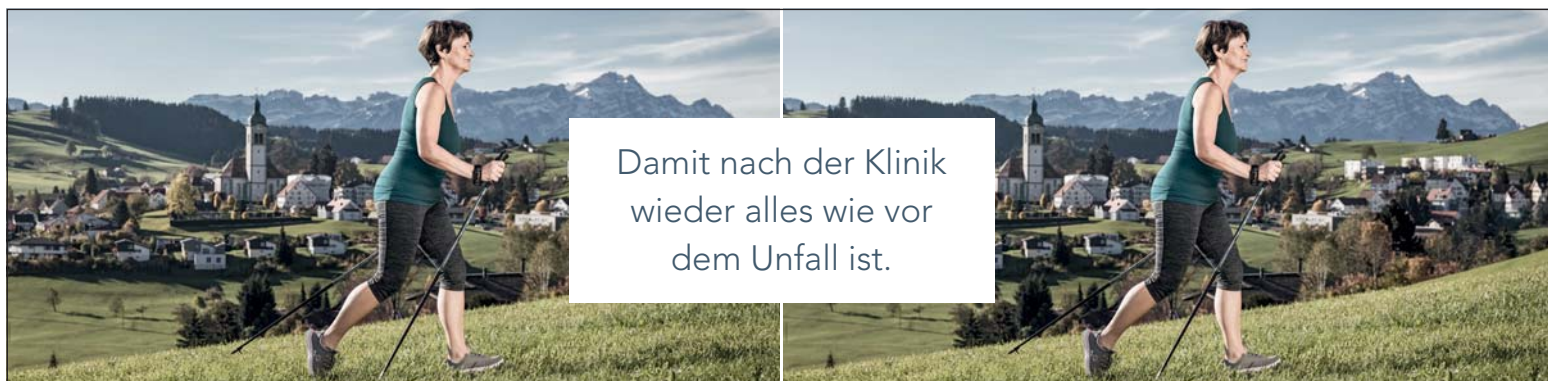 Damit nach der Klinik
wieder alles wie vor
dem Unfall ist.